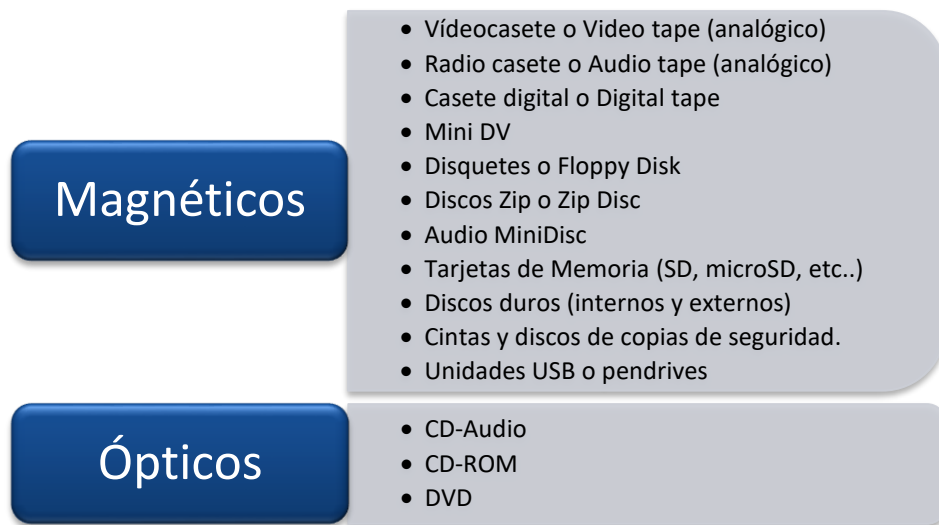 Magnéticos
• Vídeocasete o Video tape (analógico)
• Radio casete o Audio tape (analógico)
• Casete digital o Digital tape
• Mini DV
• Disquetes o Floppy Disk
• Discos Zip o Zip Disc
• Audio MiniDisc
• Tarjetas de Memoria (SD, microSD, etc..)
• Discos duros (internos y externos)
• Cintas y discos de copias de seguridad.
• Unidades USB o pendrives
Ópticos
• CD-Audio
• CD-ROM
• DVD